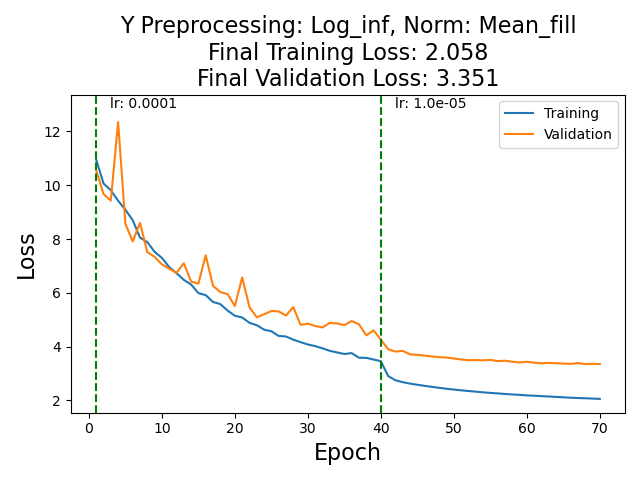 Y Preprocessing: Log_inf, Norm: Mean_fill
Final Training Loss: 2.058
Final Validation Loss: 3.351
lr: 0.0001
lr: 1.0e-05
Training
Validation
12
10
8
6
4
2
Loss
0 10 20 30 40 50 60 70
Epoch